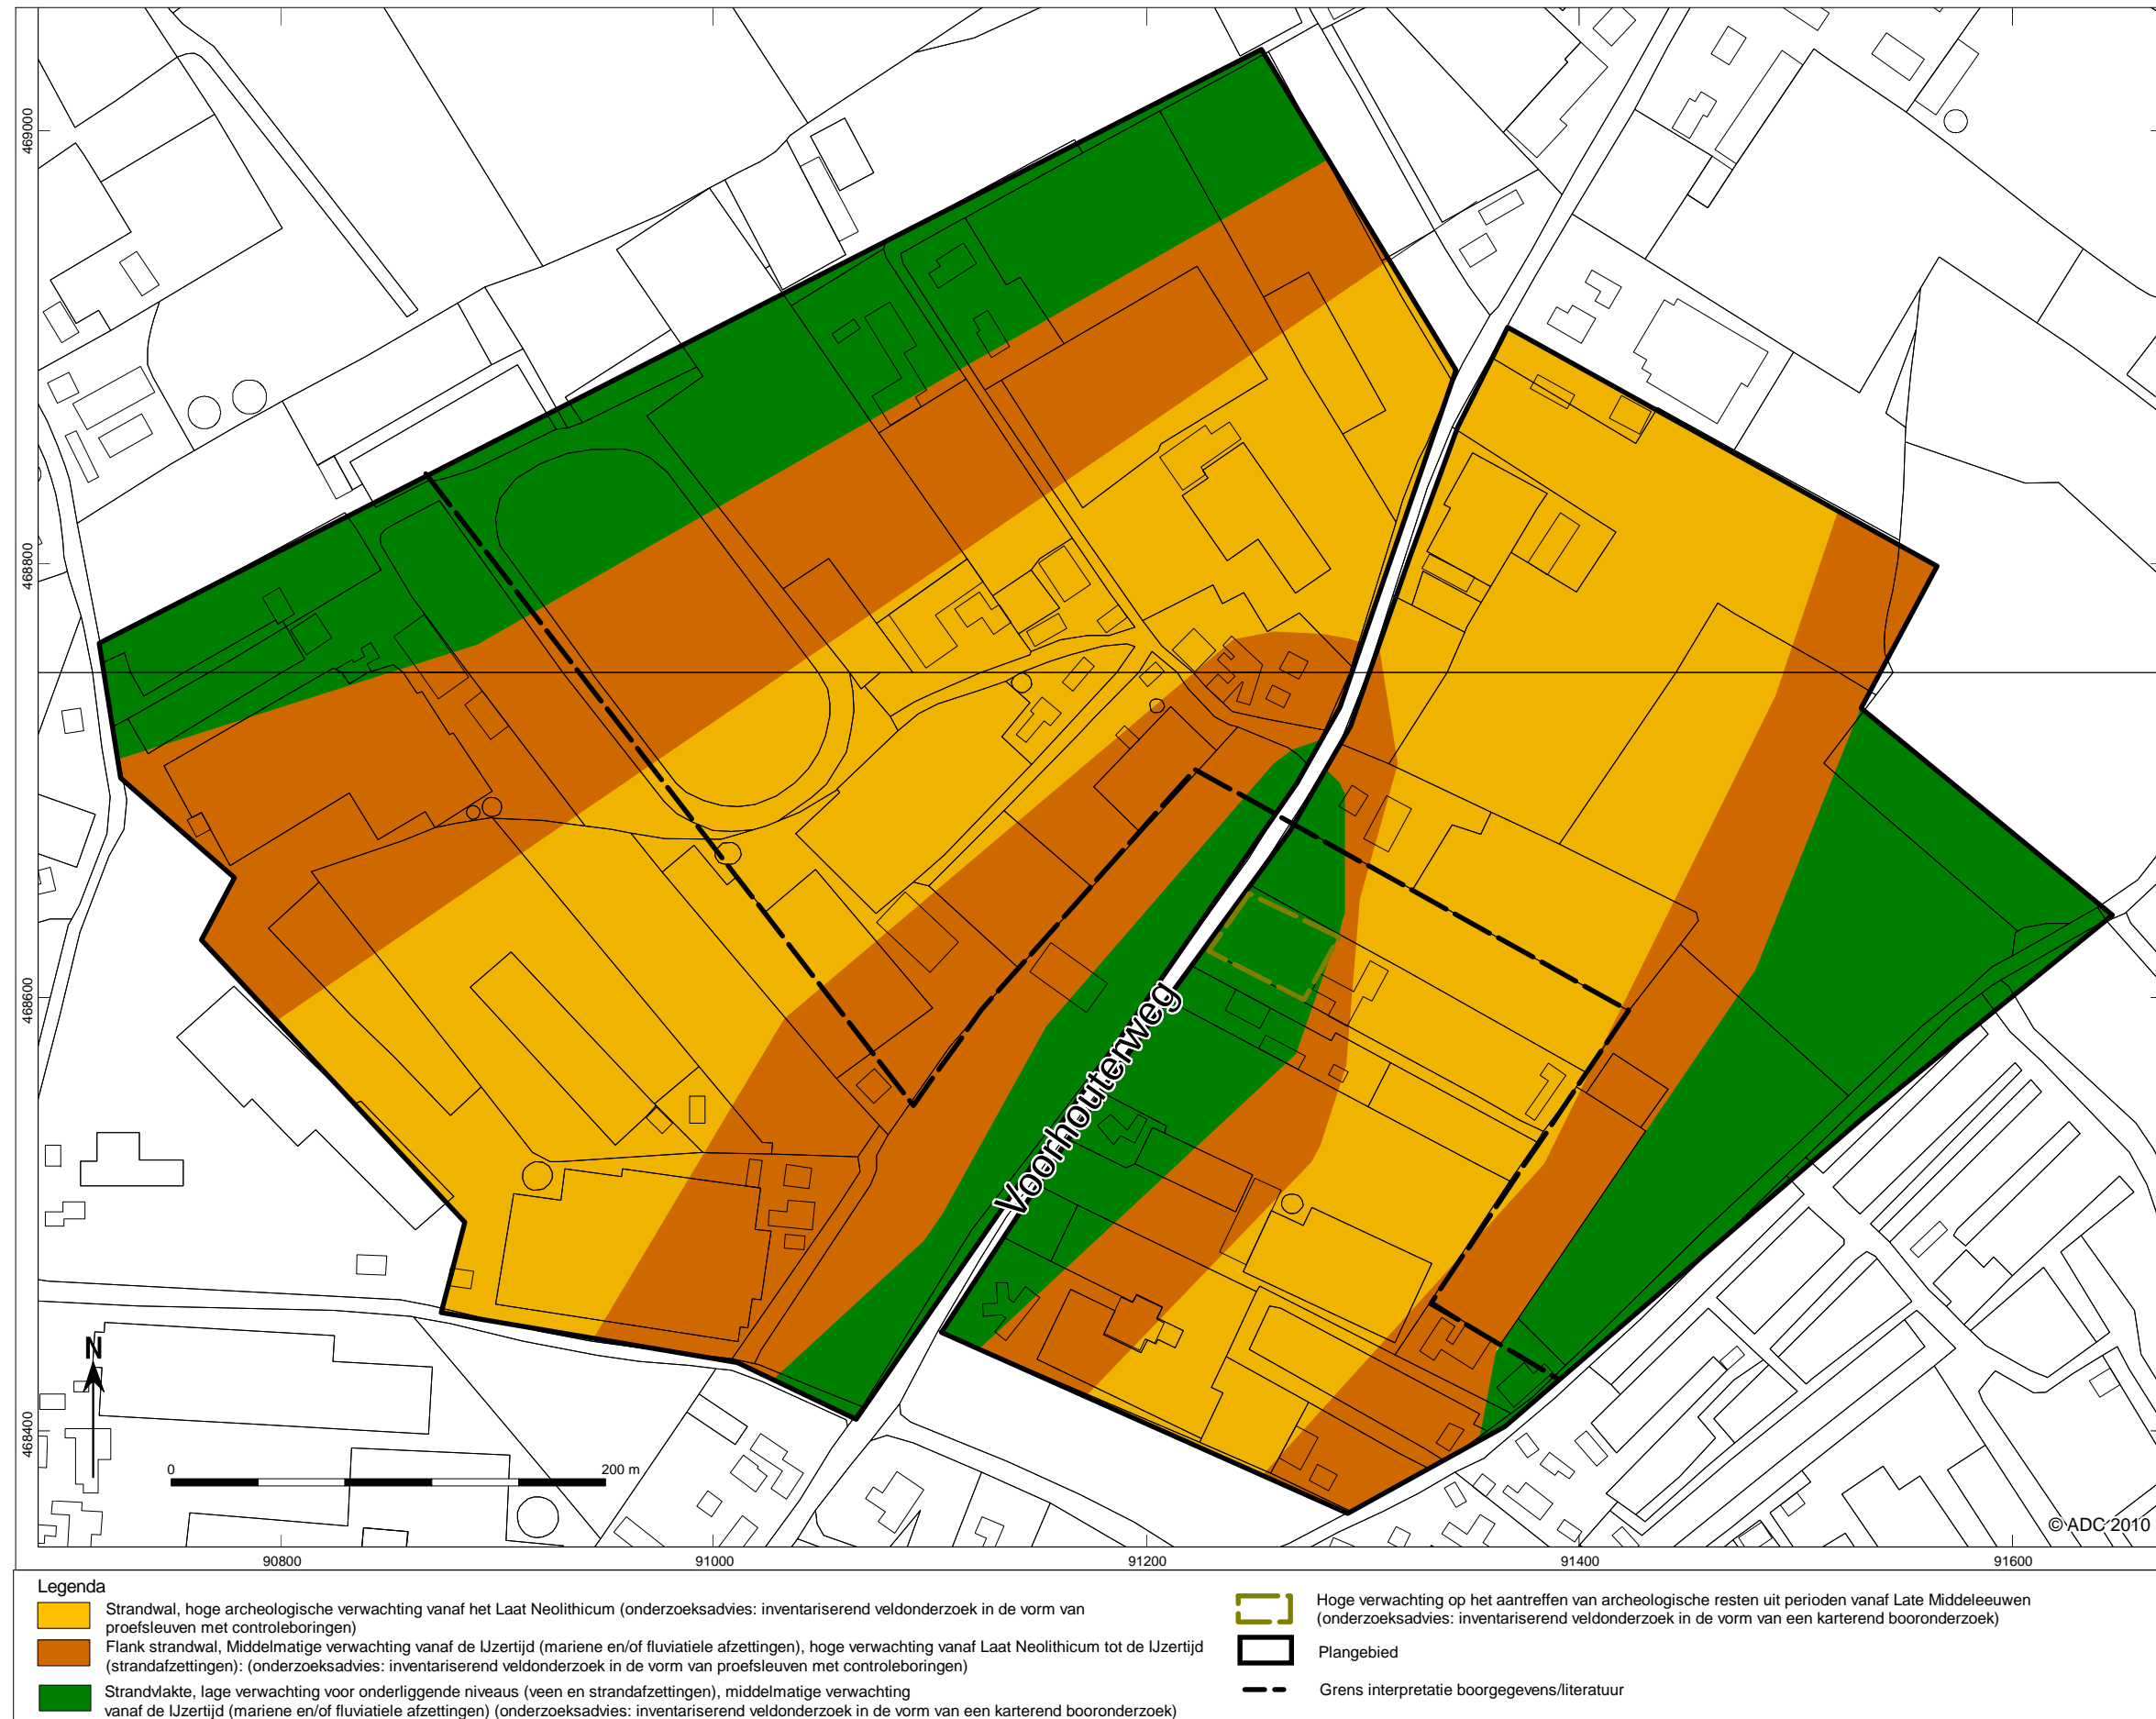 469000
468800
468600
468400
Voorhouterweg
N
0
200 m
© ADC 2010
90800
91000
91200
91400
91600
Legenda
Strandwal, hoge archeologische verwachting vanaf het Laat Neolithicum (onderzoeksadvies: inventariserend veldonderzoek in de vorm van
proefsleuven met controleboringen)
Flank strandwal, Middelmatige verwachting vanaf de IJzertijd (mariene en/of fluviatiele afzettingen), hoge verwachting vanaf Laat Neolithicum tot de IJzertijd
(strandafzettingen): (onderzoeksadvies: inventariserend veldonderzoek in de vorm van proefsleuven met controleboringen)
Strandvlakte, lage verwachting voor onderliggende niveaus (veen en strandafzettingen), middelmatige verwachting
vanaf de IJzertijd (mariene en/of fluviatiele afzettingen) (onderzoeksadvies: inventariserend veldonderzoek in de vorm van een karterend booronderzoek)
Hoge verwachting op het aantreffen van archeologische resten uit perioden vanaf Late Middeleeuwen
(onderzoeksadvies: inventariserend veldonderzoek in de vorm van een karterend booronderzoek)
Plangebied
Grens interpretatie boorgegevens/literatuur